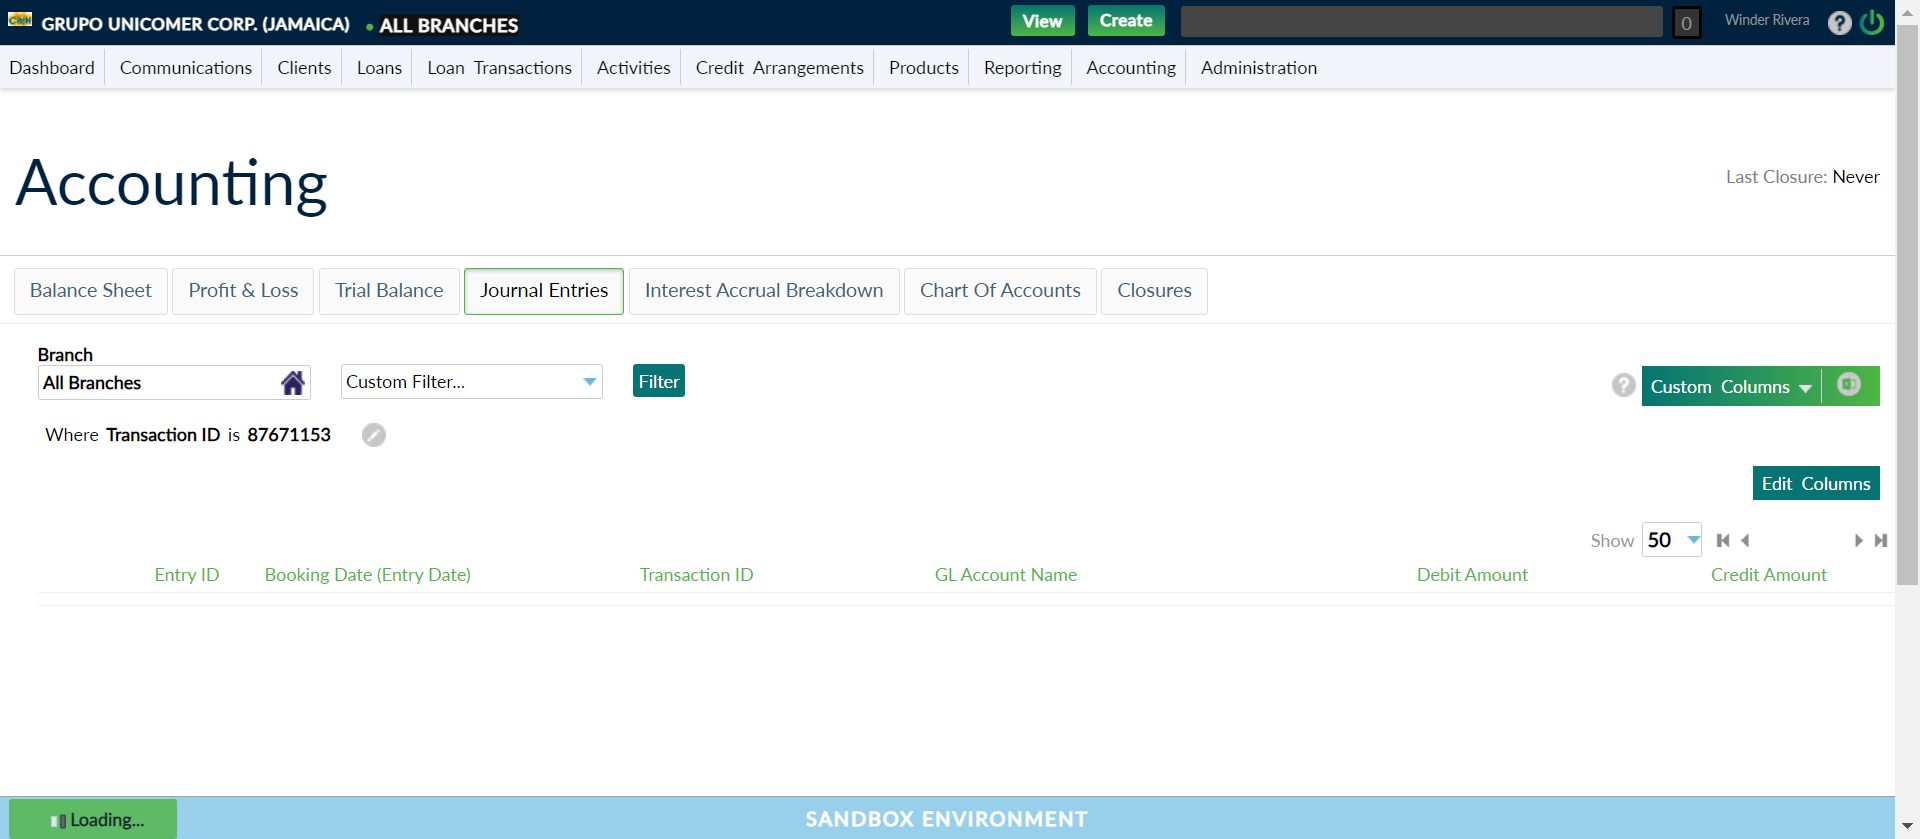 Cash GRUPO UNICOMER CORP. (JAMAICA) • ALL BRANCHES View Create 0 Winder Rivera ?
Dashboard Communications Clients Loans Loan Transactions Activities Credit Arrangements Products Reporting Accounting Administration
Accounting
Last Closure: Never
Balance Sheet Profit & Loss Trial Balance Journal Entries Interest Accrual Breakdown Chart Of Accounts Closures
Branch
All Branches Custom Filter... Filter ? Custom Columns
Where Transaction ID is 87671153
Edit Columns
Show 50
Entry ID Booking Date (Entry Date) Transaction ID GL Account Name Debit Amount Credit Amount
Loading... SANDBOX ENVIRONMENT